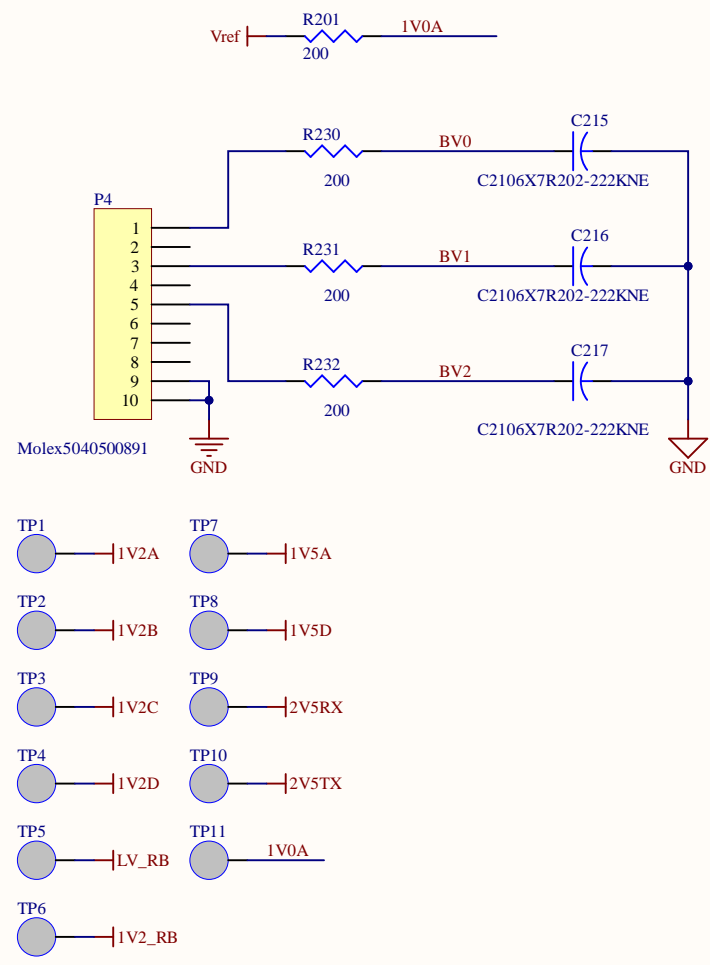 R201
Vref
1V0A
200
R230
BV0
C215
200
C2106X7R202-222KNE
P4
1
2
3
4
5
6
7
8
9
10
R231
BV1
C216
200
C2106X7R202-222KNE
R232
BV2
C217
200
C2106X7R202-222KNE
Molex5040500891
GND
GND
TP1
1V2A
TP7
1V5A
TP2
1V2B
TP8
1V5D
TP3
1V2C
TP9
2V5RX
TP4
1V2D
TP10
2V5TX
TP5
LV_RB
TP11
1V0A
TP6
1V2_RB